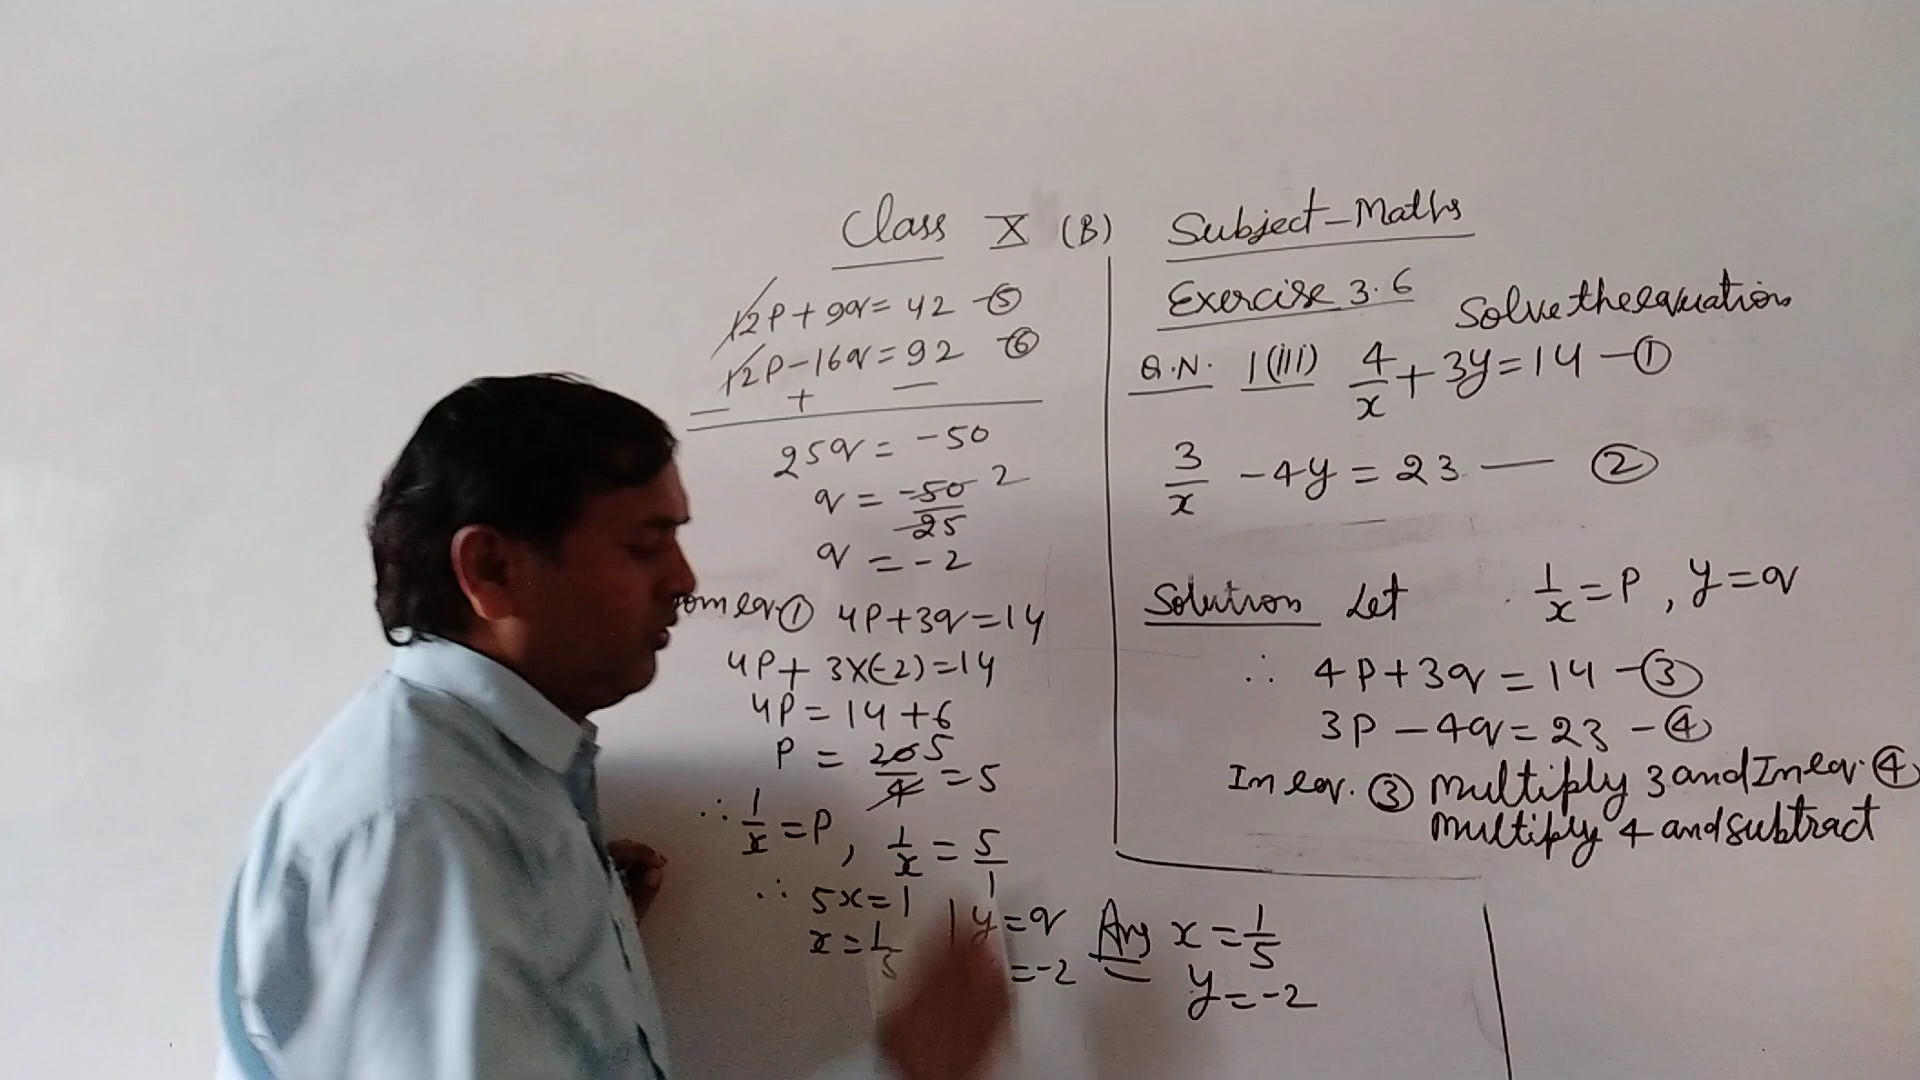 Class X (B) Subject-Maths
Exercise 3.6 Solve the equation
Q.N. 1(iii) 4/x + 3y = 14 - ①
3/x - 4y = 23 — ②
Solution Let 1/x = P, y = q
∴ 4P + 3q = 14 - ③
3P - 4q = 23 - ④
In eq. ③ multiply 3 and In eq. ④
multiply 4 and subtract
12P + 9q = 42 - ⑤
12P - 16q = 92 - ⑥
— + —
25q = -50
q = -50/25 2
q = -2
eq ① 4P + 3q = 14
4P + 3×(-2) = 14
4P = 14 + 6
P = 20/4 5 = 5
∴ 1/x = P, 1/x = 5/1
∴ 5x = 1 | y = q
x = 1/5 = -2
Ans x = 1/5
y = -2